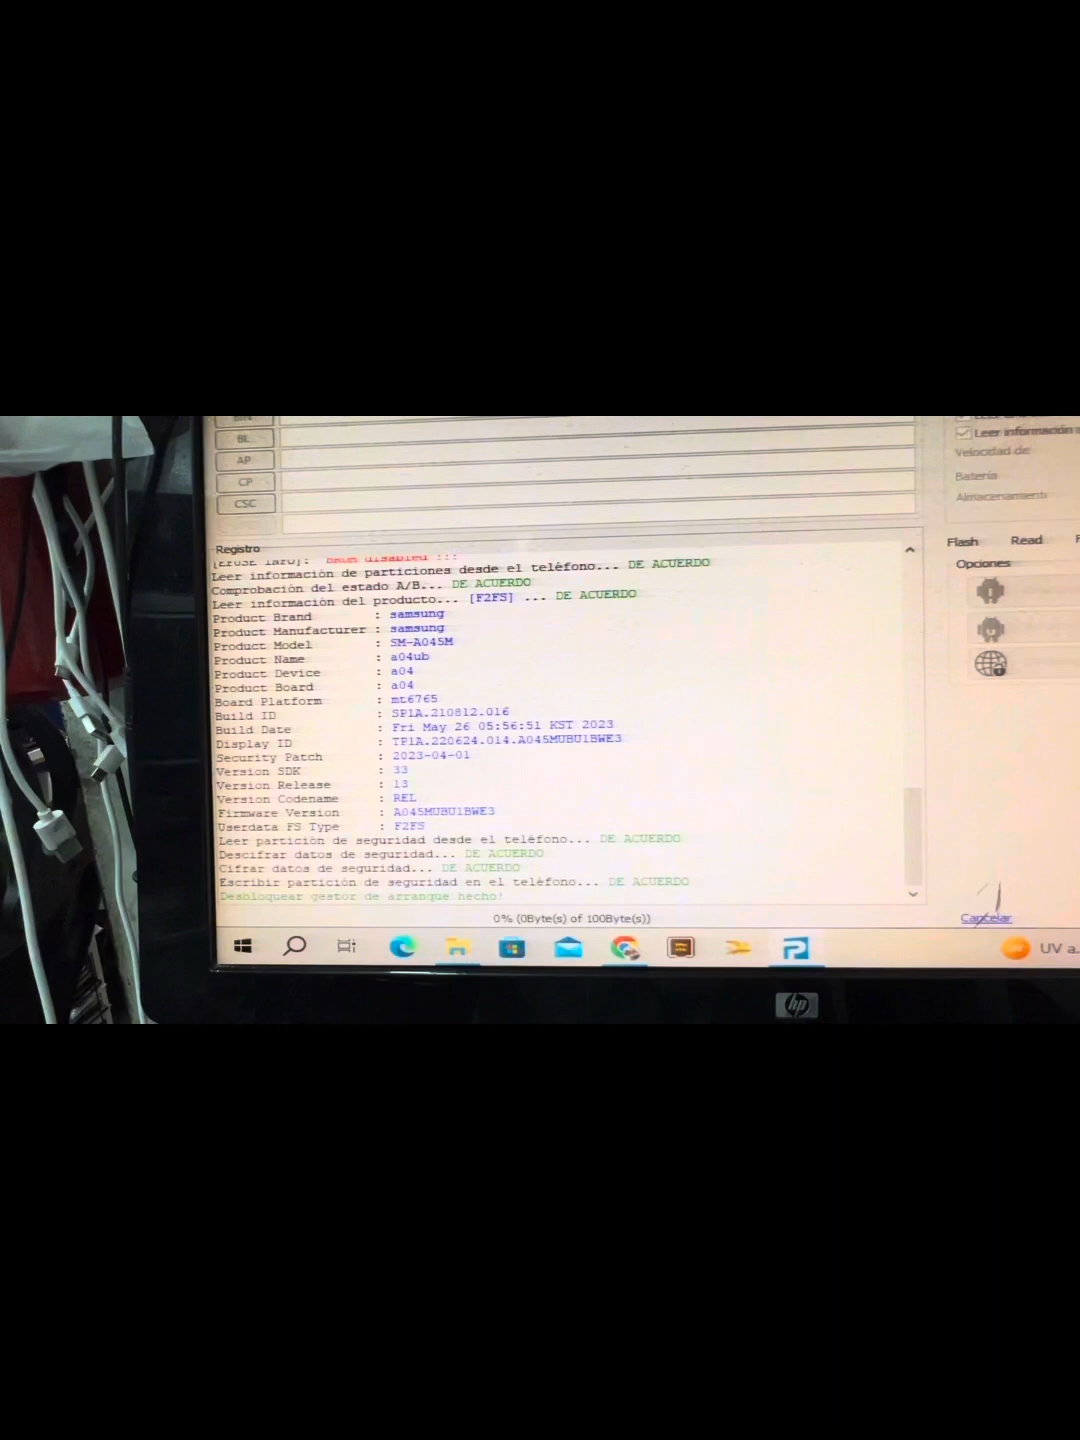 BIN
BL
AP
CP
CSC
Leer información
Velocidad de
Batería
Almacenamient
Registro
[EFUSE INFO]: BROM disabled !!!
Leer información de particiones desde el teléfono... DE ACUERDO
Comprobación del estado A/B... DE ACUERDO
Leer información del producto... [F2FS] ... DE ACUERDO
Product Brand : samsung
Product Manufacturer : samsung
Product Model : SM-A045M
Product Name : a04ub
Product Device : a04
Product Board : a04
Board Platform : mt6765
Build ID : SP1A.210812.016
Build Date : Fri May 26 05:56:51 KST 2023
Display ID : TP1A.220624.014.A045MUBU1BWE3
Security Patch : 2023-04-01
Version SDK : 33
Version Release : 13
Version Codename : REL
Firmware Version : A045MUBU1BWE3
Userdata FS Type : F2FS
Leer partición de seguridad desde el teléfono... DE ACUERDO
Descifrar datos de seguridad... DE ACUERDO
Cifrar datos de seguridad... DE ACUERDO
Escribir partición de seguridad en el teléfono... DE ACUERDO
Desbloquear gestor de arranque hecho!
Flash Read F
Opciones
0% (0Byte(s) of 100Byte(s))
Cancelar
UV a.
hp